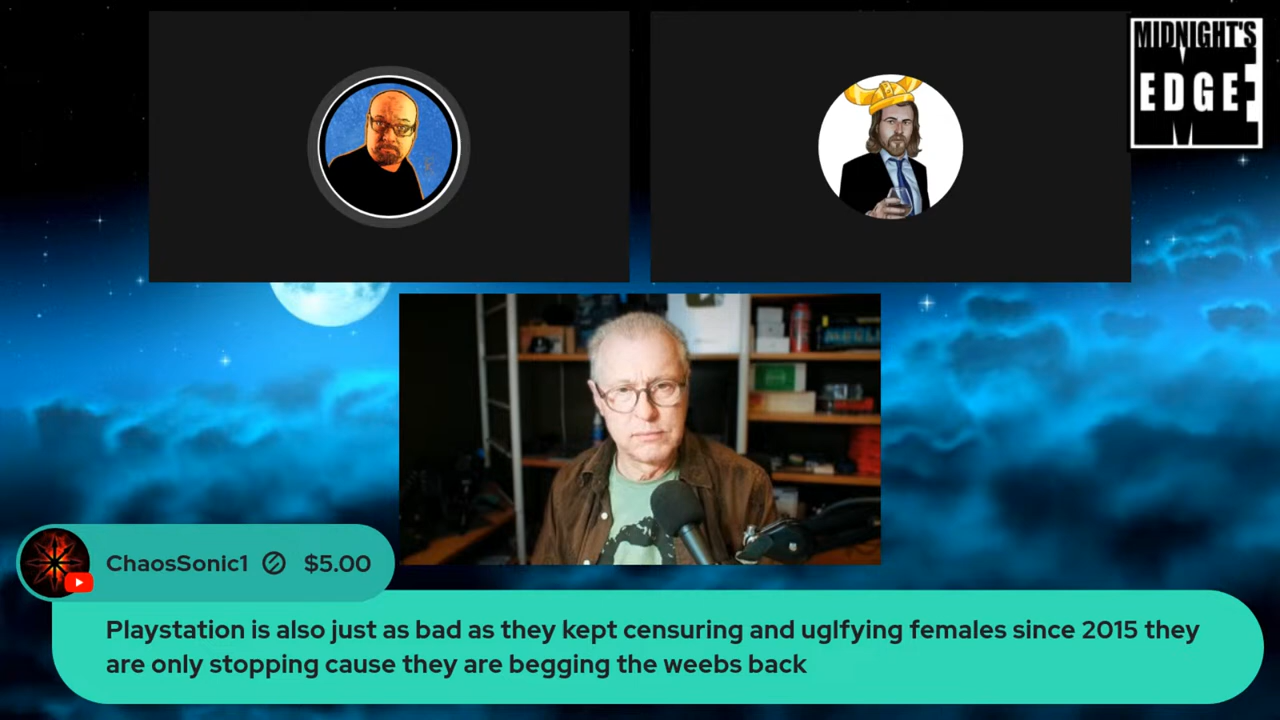 MIDNIGHT'S
EDGE
ChaosSonic1 $5.00
Playstation is also just as bad as they kept censuring and uglfying females since 2015 they
are only stopping cause they are begging the weebs back